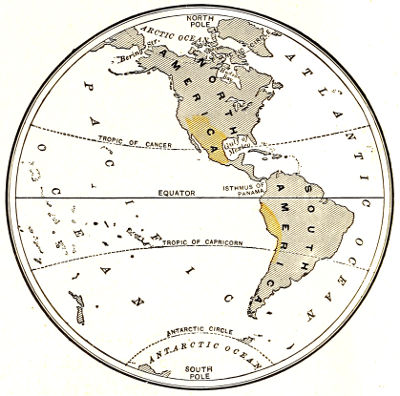 NORTH
POLE
ARCTIC OCEAN
Bering
NORTH
AMERICA
ATLANTIC
OCEAN
PACIFIC
OCEAN
Gulf of
Mexico
TROPIC OF CANCER
ISTHMUS OF
PANAMA
EQUATOR
SOUTH
AMERICA
TROPIC OF CAPRICORN
ANTARCTIC CIRCLE
ANTARCTIC OCEAN
SOUTH
POLE